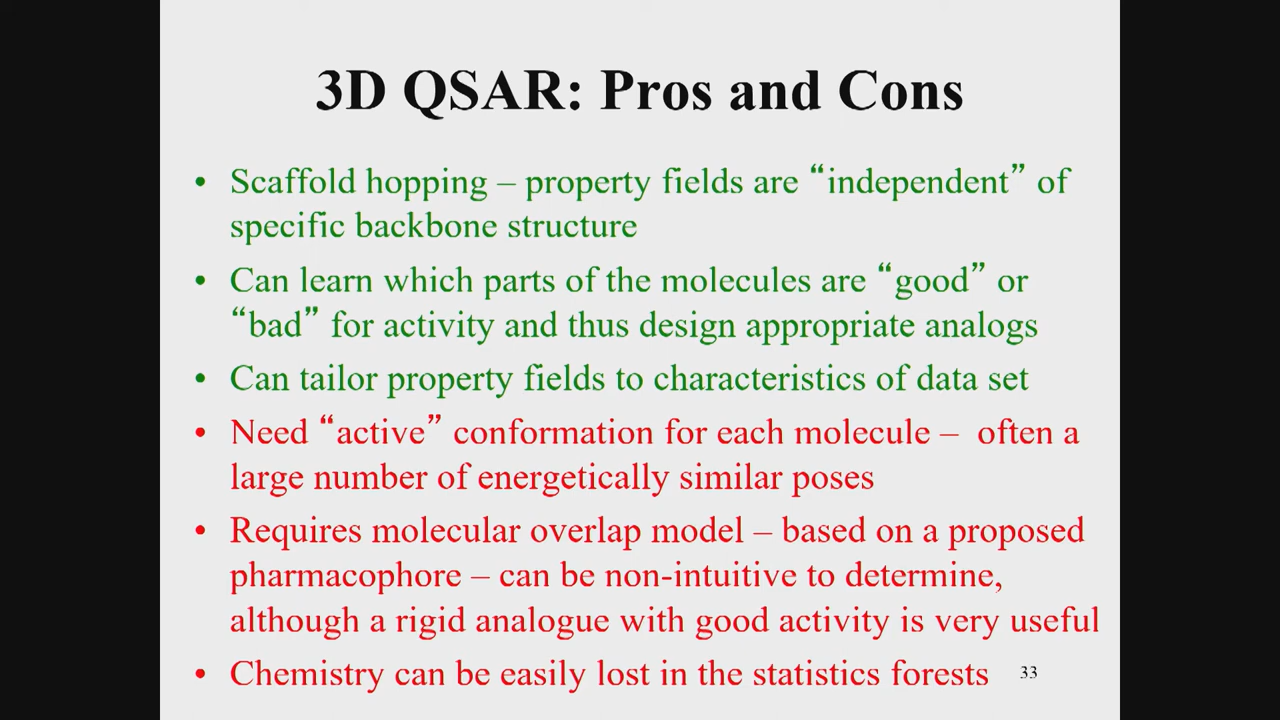 3D QSAR: Pros and Cons
• Scaffold hopping – property fields are “independent” of
specific backbone structure
• Can learn which parts of the molecules are “good” or
“bad” for activity and thus design appropriate analogs
• Can tailor property fields to characteristics of data set
• Need “active” conformation for each molecule – often a
large number of energetically similar poses
• Requires molecular overlap model – based on a proposed
pharmacophore – can be non-intuitive to determine,
although a rigid analogue with good activity is very useful
• Chemistry can be easily lost in the statistics forests 33